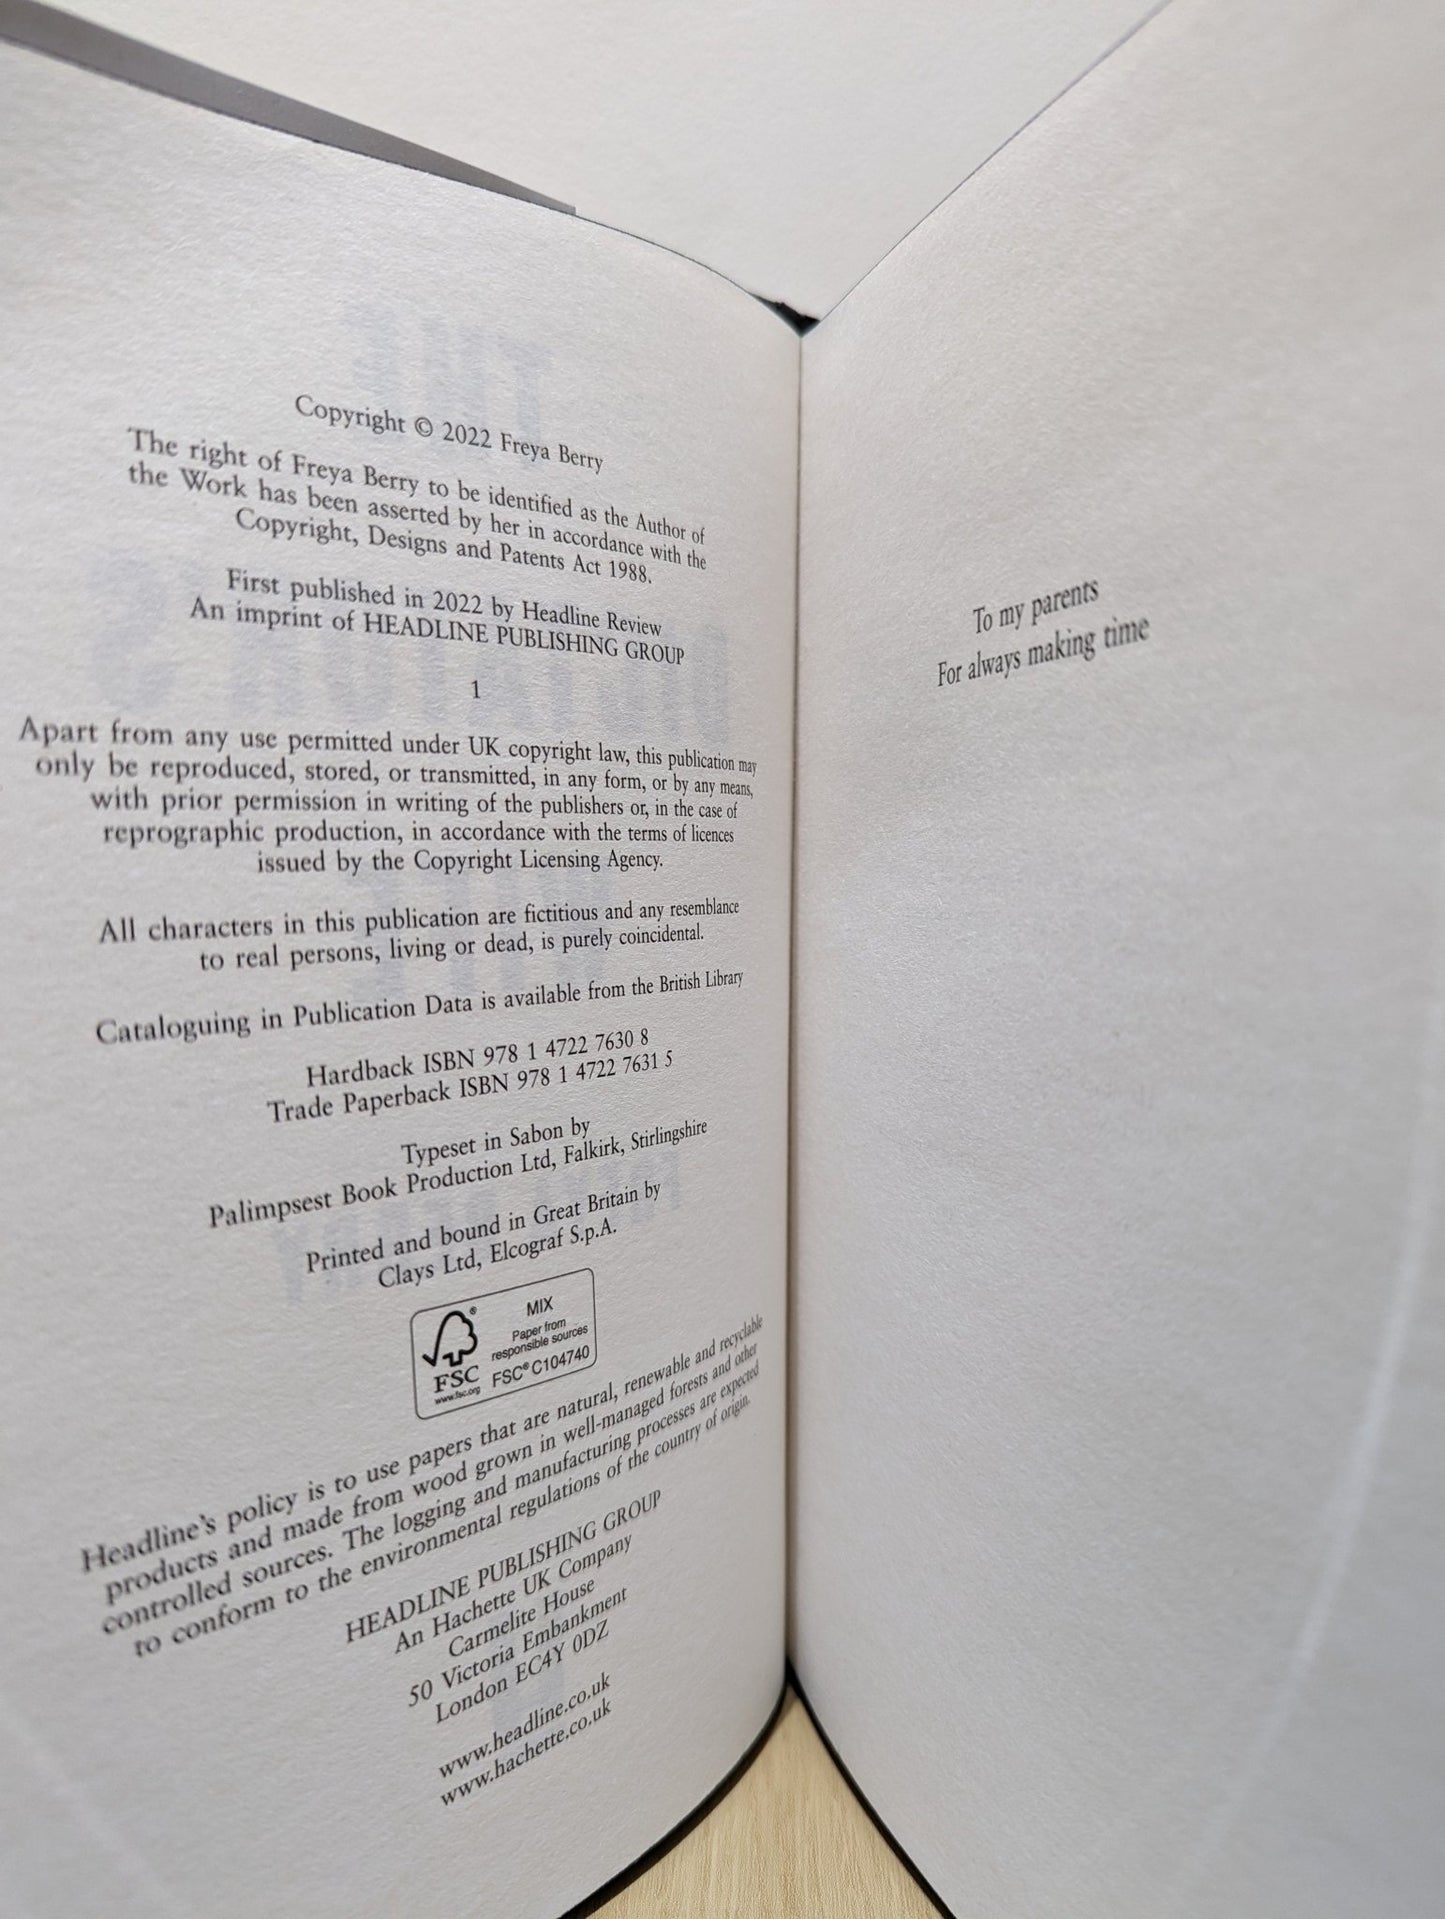 Copyright © 2022 Freya Berry
The right of Freya Berry to be identified as the Author of
the Work has been asserted by her in accordance with the
Copyright, Designs and Patents Act 1988.
First published in 2022 by Headline Review
An imprint of HEADLINE PUBLISHING GROUP
1
Apart from any use permitted under UK copyright law, this publication may
only be reproduced, stored, or transmitted, in any form, or by any means,
with prior permission in writing of the publishers or, in the case of
reprographic production, in accordance with the terms of licences
issued by the Copyright Licensing Agency.
All characters in this publication are fictitious and any resemblance
to real persons, living or dead, is purely coincidental.
Cataloguing in Publication Data is available from the British Library
Hardback ISBN 978 1 4722 7630 8
Trade Paperback ISBN 978 1 4722 7631 5
Typeset in Sabon by
Palimpsest Book Production Ltd, Falkirk, Stirlingshire
Printed and bound in Great Britain by
Clays Ltd, Elcograf S.p.A.
®
FSC
www.fsc.org
MIX
Paper from
responsible sources
FSC® C104740
Headline's policy is to use papers that are natural, renewable and recyclable
products and made from wood grown in well-managed forests and other
controlled sources. The logging and manufacturing processes are expected
to conform to the environmental regulations of the country of origin.
HEADLINE PUBLISHING GROUP
An Hachette UK Company
Carmelite House
50 Victoria Embankment
London EC4Y 0DZ
www.headline.co.uk
www.hachette.co.uk
To my parents
For always making time